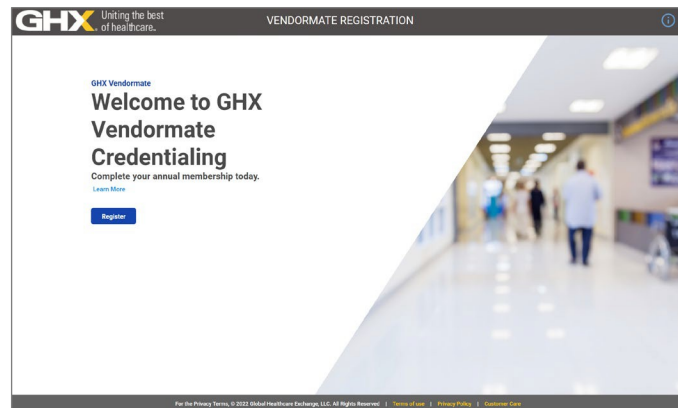 GHX Uniting the best
of healthcare.
VENDORMATE REGISTRATION
GHX Vendormate
Welcome to GHX
Vendormate
Credentialing
Complete your annual membership today.
Learn More
Register
For the Privacy Terms, © 2022 Global Healthcare Exchange, LLC. All Rights Reserved | Terms of use | Privacy Policy | Customer Care